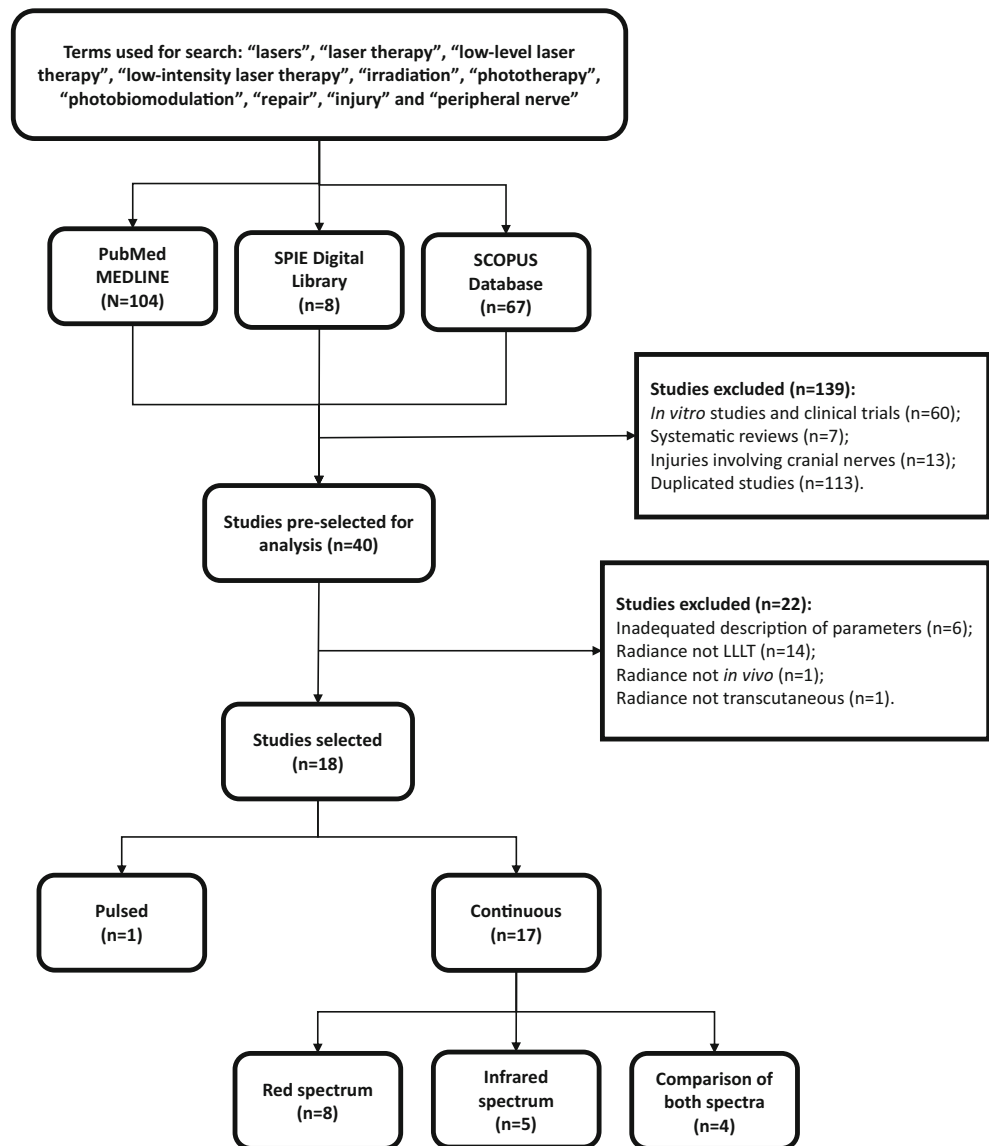 Terms used for search: “lasers”, “laser therapy”, “low-level laser
therapy”, “low-intensity laser therapy”, “irradiation”, “phototherapy”,
“photobiomodulation”, “repair”, “injury” and “peripheral nerve”
PubMed
MEDLINE
(N=104)
SPIE Digital
Library
(n=8)
SCOPUS
Database
(n=67)
Studies excluded (n=139):
In vitro studies and clinical trials (n=60);
Systematic reviews (n=7);
Injuries involving cranial nerves (n=13);
Duplicated studies (n=113).
Studies pre-selected for
analysis (n=40)
Studies excluded (n=22):
Inadequated description of parameters (n=6);
Radiance not LLLT (n=14);
Radiance not in vivo (n=1);
Radiance not transcutaneous (n=1).
Studies selected
(n=18)
Pulsed
(n=1)
Continuous
(n=17)
Red spectrum
(n=8)
Infrared
spectrum
(n=5)
Comparison of
both spectra
(n=4)